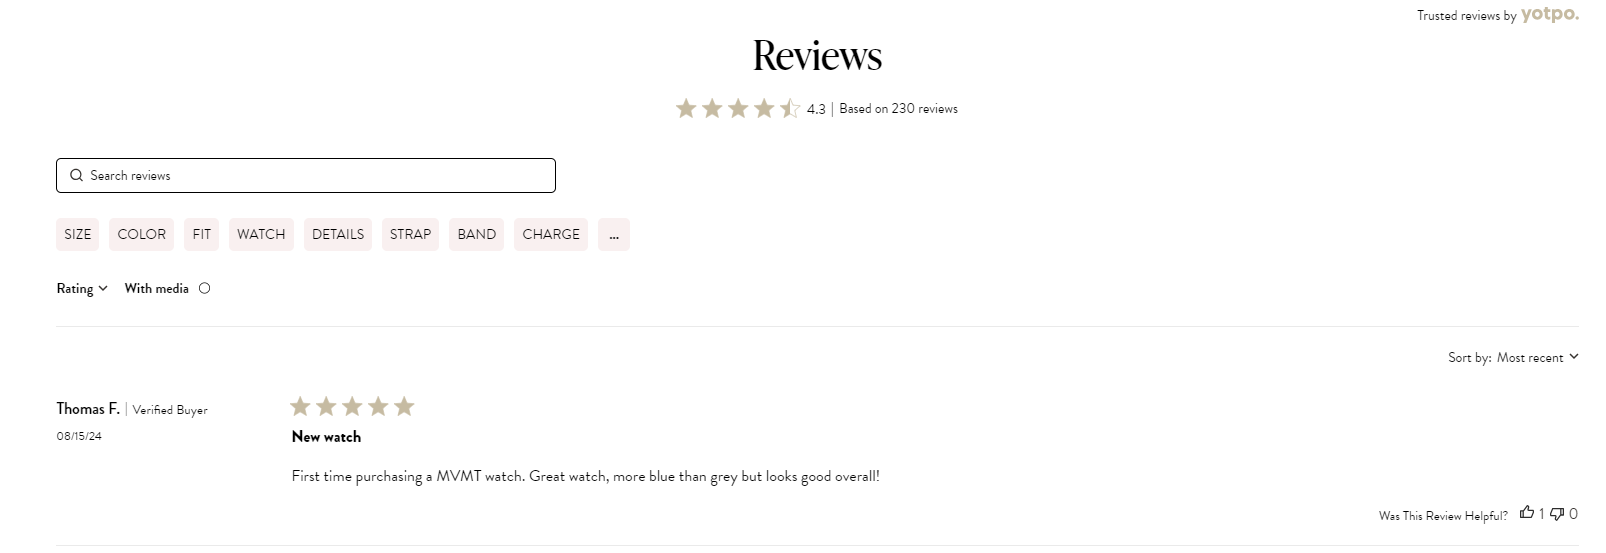 Trusted reviews by yotpo.
Reviews
4.3 | Based on 230 reviews
Search reviews
SIZE COLOR FIT WATCH DETAILS STRAP BAND CHARGE ...
Rating With media
Sort by: Most recent
Thomas F. | Verified Buyer
08/15/24
New watch
First time purchasing a MVMT watch. Great watch, more blue than grey but looks good overall!
Was This Review Helpful? 1 0